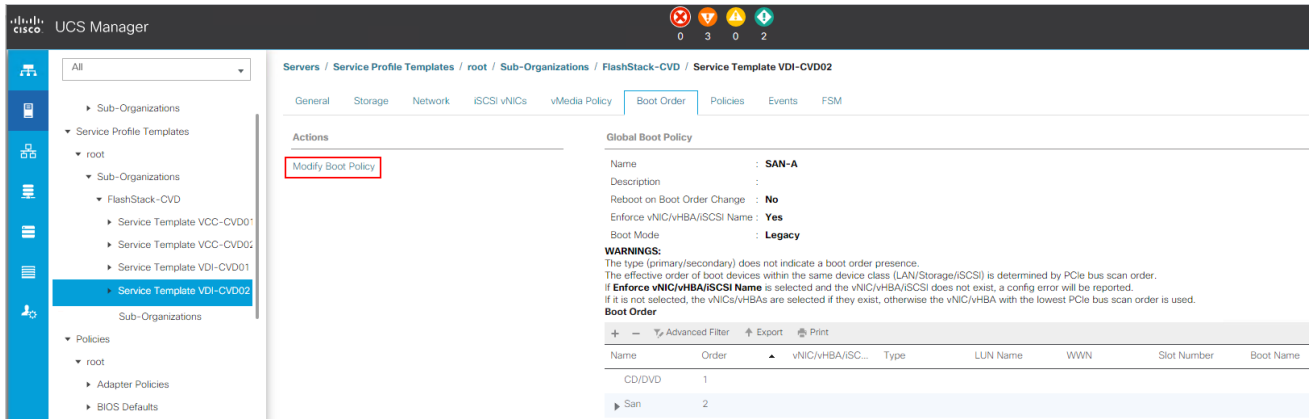 cisco UCS Manager
0 3 0 2
All
Sub-Organizations
Service Profile Templates
root
Sub-Organizations
FlashStack-CVD
Service Template VCC-CVD01
Service Template VCC-CVD02
Service Template VDI-CVD01
Service Template VDI-CVD02
Sub-Organizations
Policies
root
Adapter Policies
BIOS Defaults
Servers / Service Profile Templates / root / Sub-Organizations / FlashStack-CVD / Service Template VDI-CVD02
General Storage Network iSCSI vNICs vMedia Policy Boot Order Policies Events FSM
Actions
Modify Boot Policy
Global Boot Policy
Name : SAN-A
Description :
Reboot on Boot Order Change : No
Enforce vNIC/vHBA/iSCSI Name : Yes
Boot Mode : Legacy
WARNINGS:
The type (primary/secondary) does not indicate a boot order presence.
The effective order of boot devices within the same device class (LAN/Storage/iSCSI) is determined by PCIe bus scan order.
If Enforce vNIC/vHBA/iSCSI Name is selected and the vNIC/vHBA/iSCSI does not exist, a config error will be reported.
If it is not selected, the vNICs/vHBAs are selected if they exist, otherwise the vNIC/vHBA with the lowest PCIe bus scan order is used.
Boot Order
+ − Advanced Filter Export Print
Name Order vNIC/vHBA/iSC... Type LUN Name WWN Slot Number Boot Name
CD/DVD 1
San 2